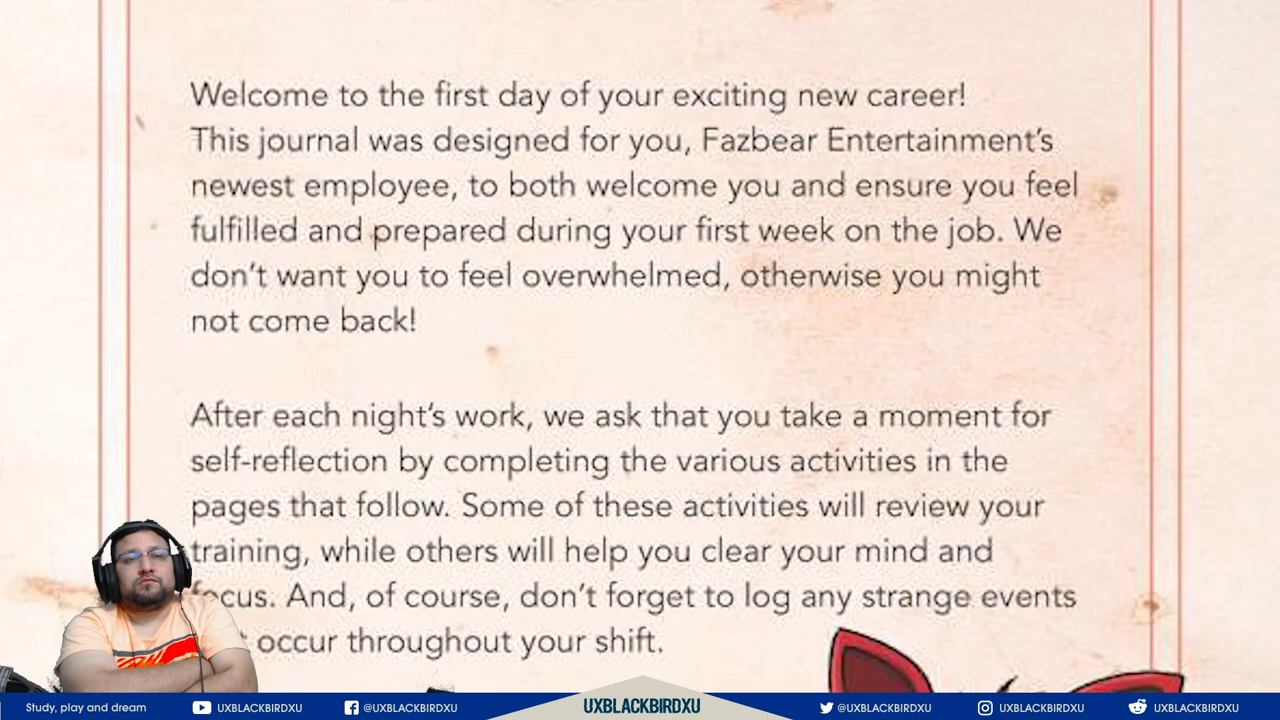 Welcome to the first day of your exciting new career!
This journal was designed for you, Fazbear Entertainment's
newest employee, to both welcome you and ensure you feel
fulfilled and prepared during your first week on the job. We
don't want you to feel overwhelmed, otherwise you might
not come back!
After each night's work, we ask that you take a moment for
self-reflection by completing the various activities in the
pages that follow. Some of these activities will review your
training, while others will help you clear your mind and
focus. And, of course, don't forget to log any strange events
occur throughout your shift.
Study, play and dream UXBLACKBIRDXU @UXBLACKBIRDXU UXBLACKBIRDXU @UXBLACKBIRDXU UXBLACKBIRDXU UXBLACKBIRDXU